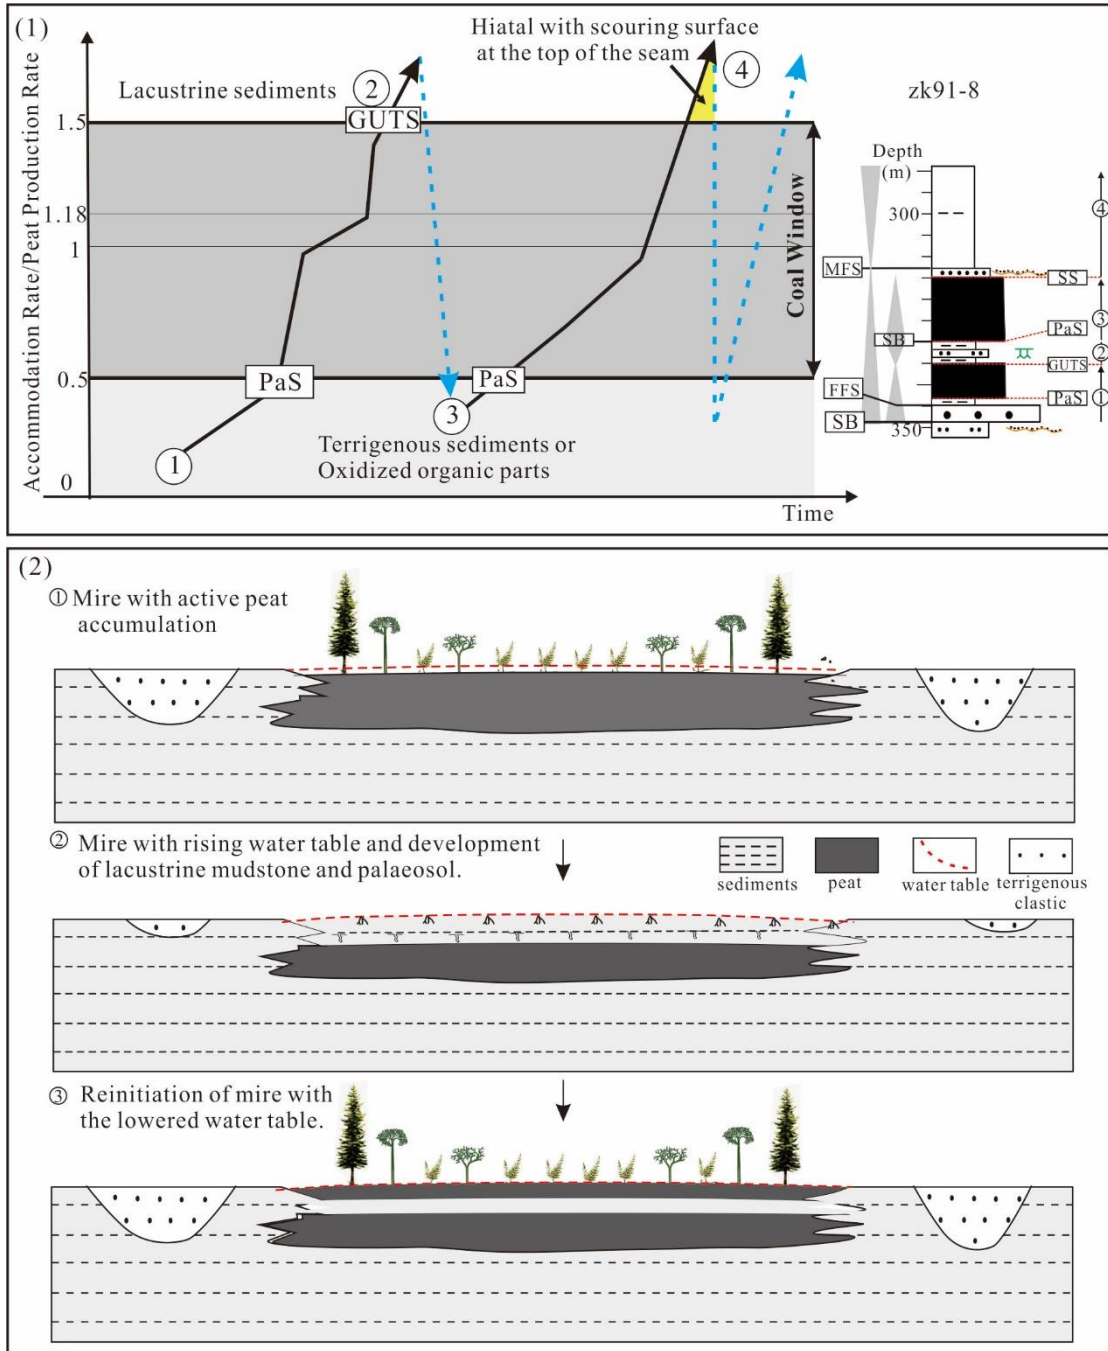 (1)
Accommodation Rate/Peat Production Rate
Hiatal with scouring surface
at the top of the seam
④
Lacustrine sediments
②
GUTS
zk91-8
1.5
1.18
1
0.5
0
Coal Window
PaS
PaS
①
③
Terrigenous sediments or
Oxidized organic parts
Time
Depth
(m)
300
350
MFS
SB
FFS
SB
SS
PaS
GUTS
PaS
④
③
②
①
(2)
① Mire with active peat
accumulation
② Mire with rising water table and development
of lacustrine mudstone and palaeosol.
sediments
peat
water table
terrigenous
clastic
③ Reinitiation of mire with
the lowered water table.